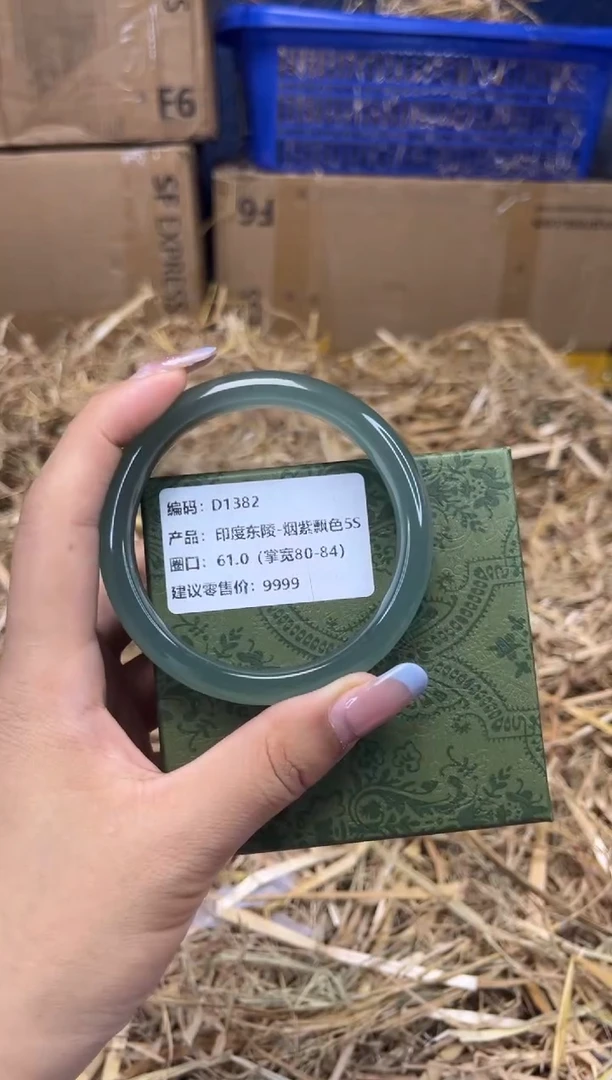 F6
SF EXPRESS
F6
编码：D1382
产品：印度东陵-烟紫飘色5S
圈口：61.0（掌宽80-84）
建议零售价：9999